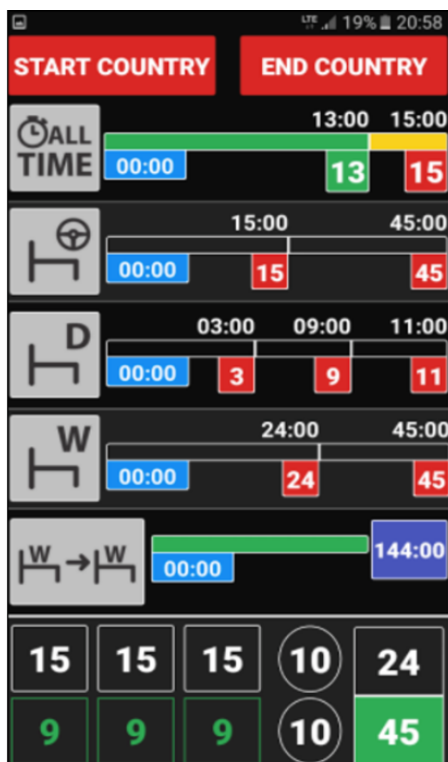 LTE 19% 20:58
START COUNTRY END COUNTRY
13:00 15:00
ALL TIME
00:00 13 15
15:00 45:00
00:00 15 45
D
03:00 09:00 11:00
00:00 3 9 11
W
24:00 45:00
00:00 24 45
W → W
144:00
00:00
15 15 15 10 24
9 9 9 10 45